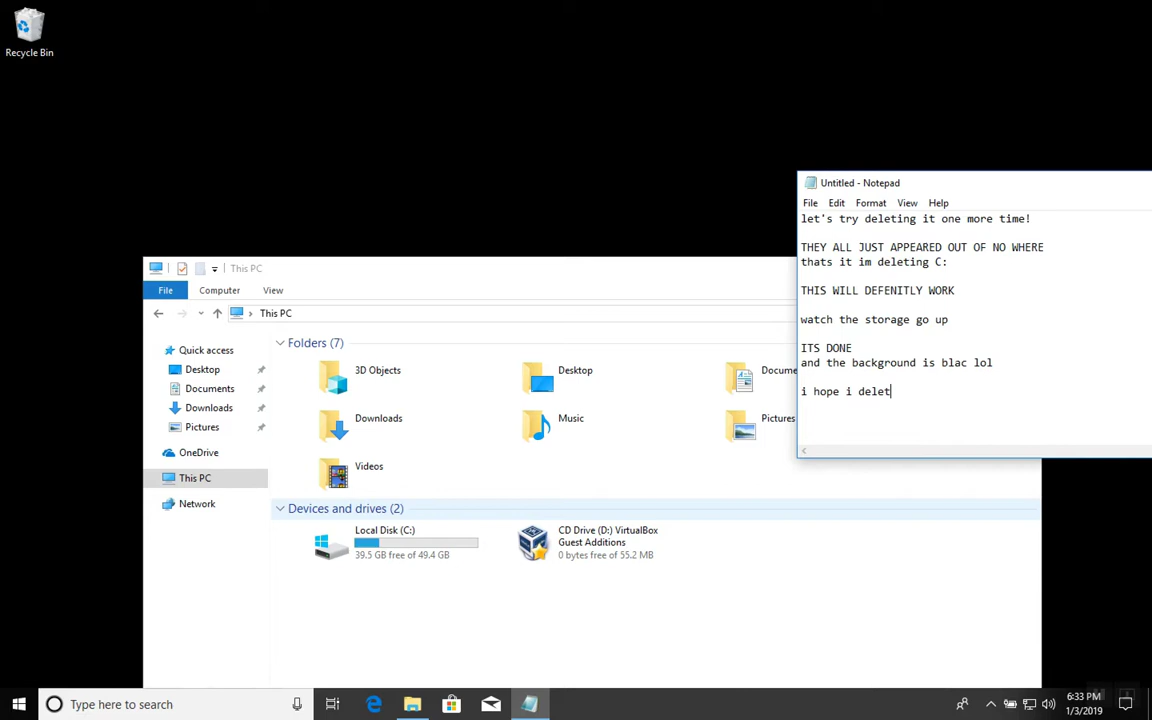 Recycle Bin
Untitled - Notepad
File Edit Format View Help
let's try deleting it one more time!
THEY ALL JUST APPEARED OUT OF NO WHERE
thats it im deleting C:
THIS WILL DEFENITLY WORK
watch the storage go up
ITS DONE
and the background is blac lol
i hope i delet
This PC
File Computer View
This PC
Quick access
Desktop
Documents
Downloads
Pictures
OneDrive
This PC
Network
Folders (7)
3D Objects
Desktop
Docume
Downloads
Music
Pictures
Videos
Devices and drives (2)
Local Disk (C:)
39.5 GB free of 49.4 GB
CD Drive (D:) VirtualBox
Guest Additions
0 bytes free of 55.2 MB
Type here to search
6:33 PM
1/3/2019